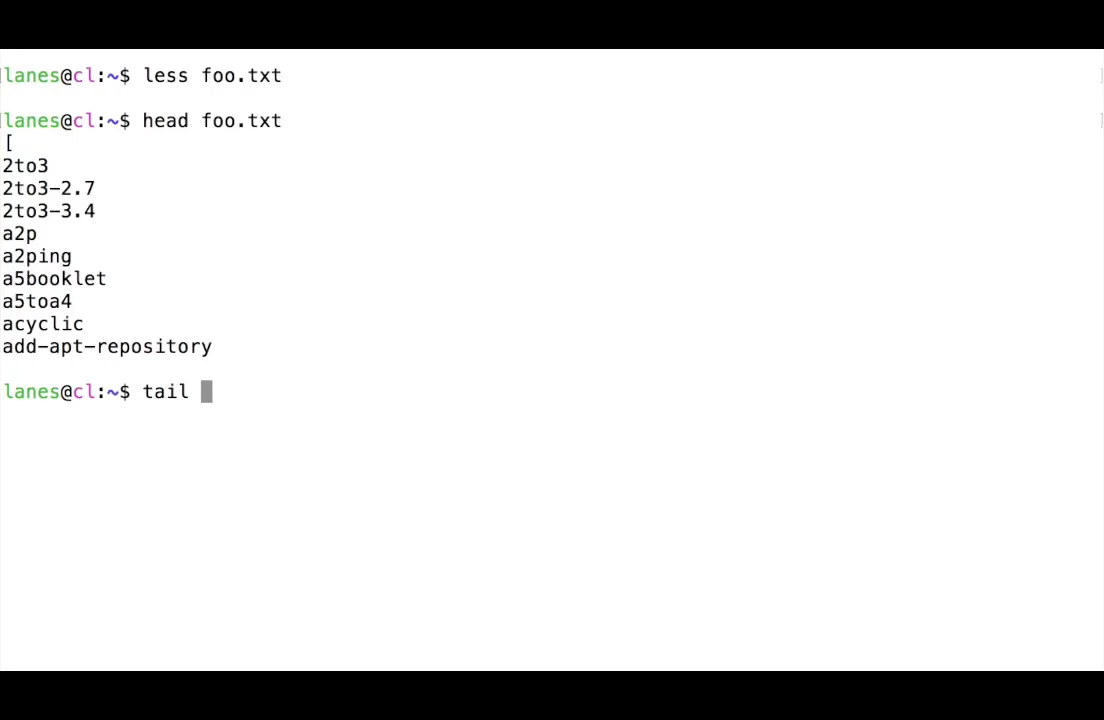 lanes@cl:~$ less foo.txt
lanes@cl:~$ head foo.txt
[
2to3
2to3-2.7
2to3-3.4
a2p
a2ping
a5booklet
a5toa4
acyclic
add-apt-repository
lanes@cl:~$ tail